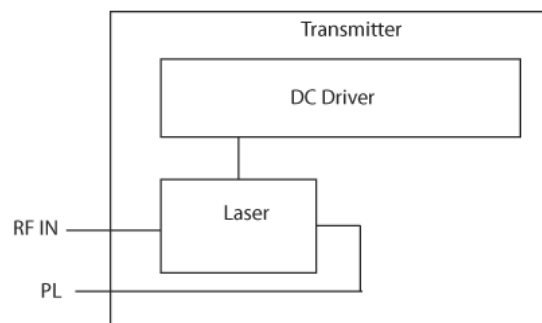 Transmitter
DC Driver
Laser
RF IN
PL